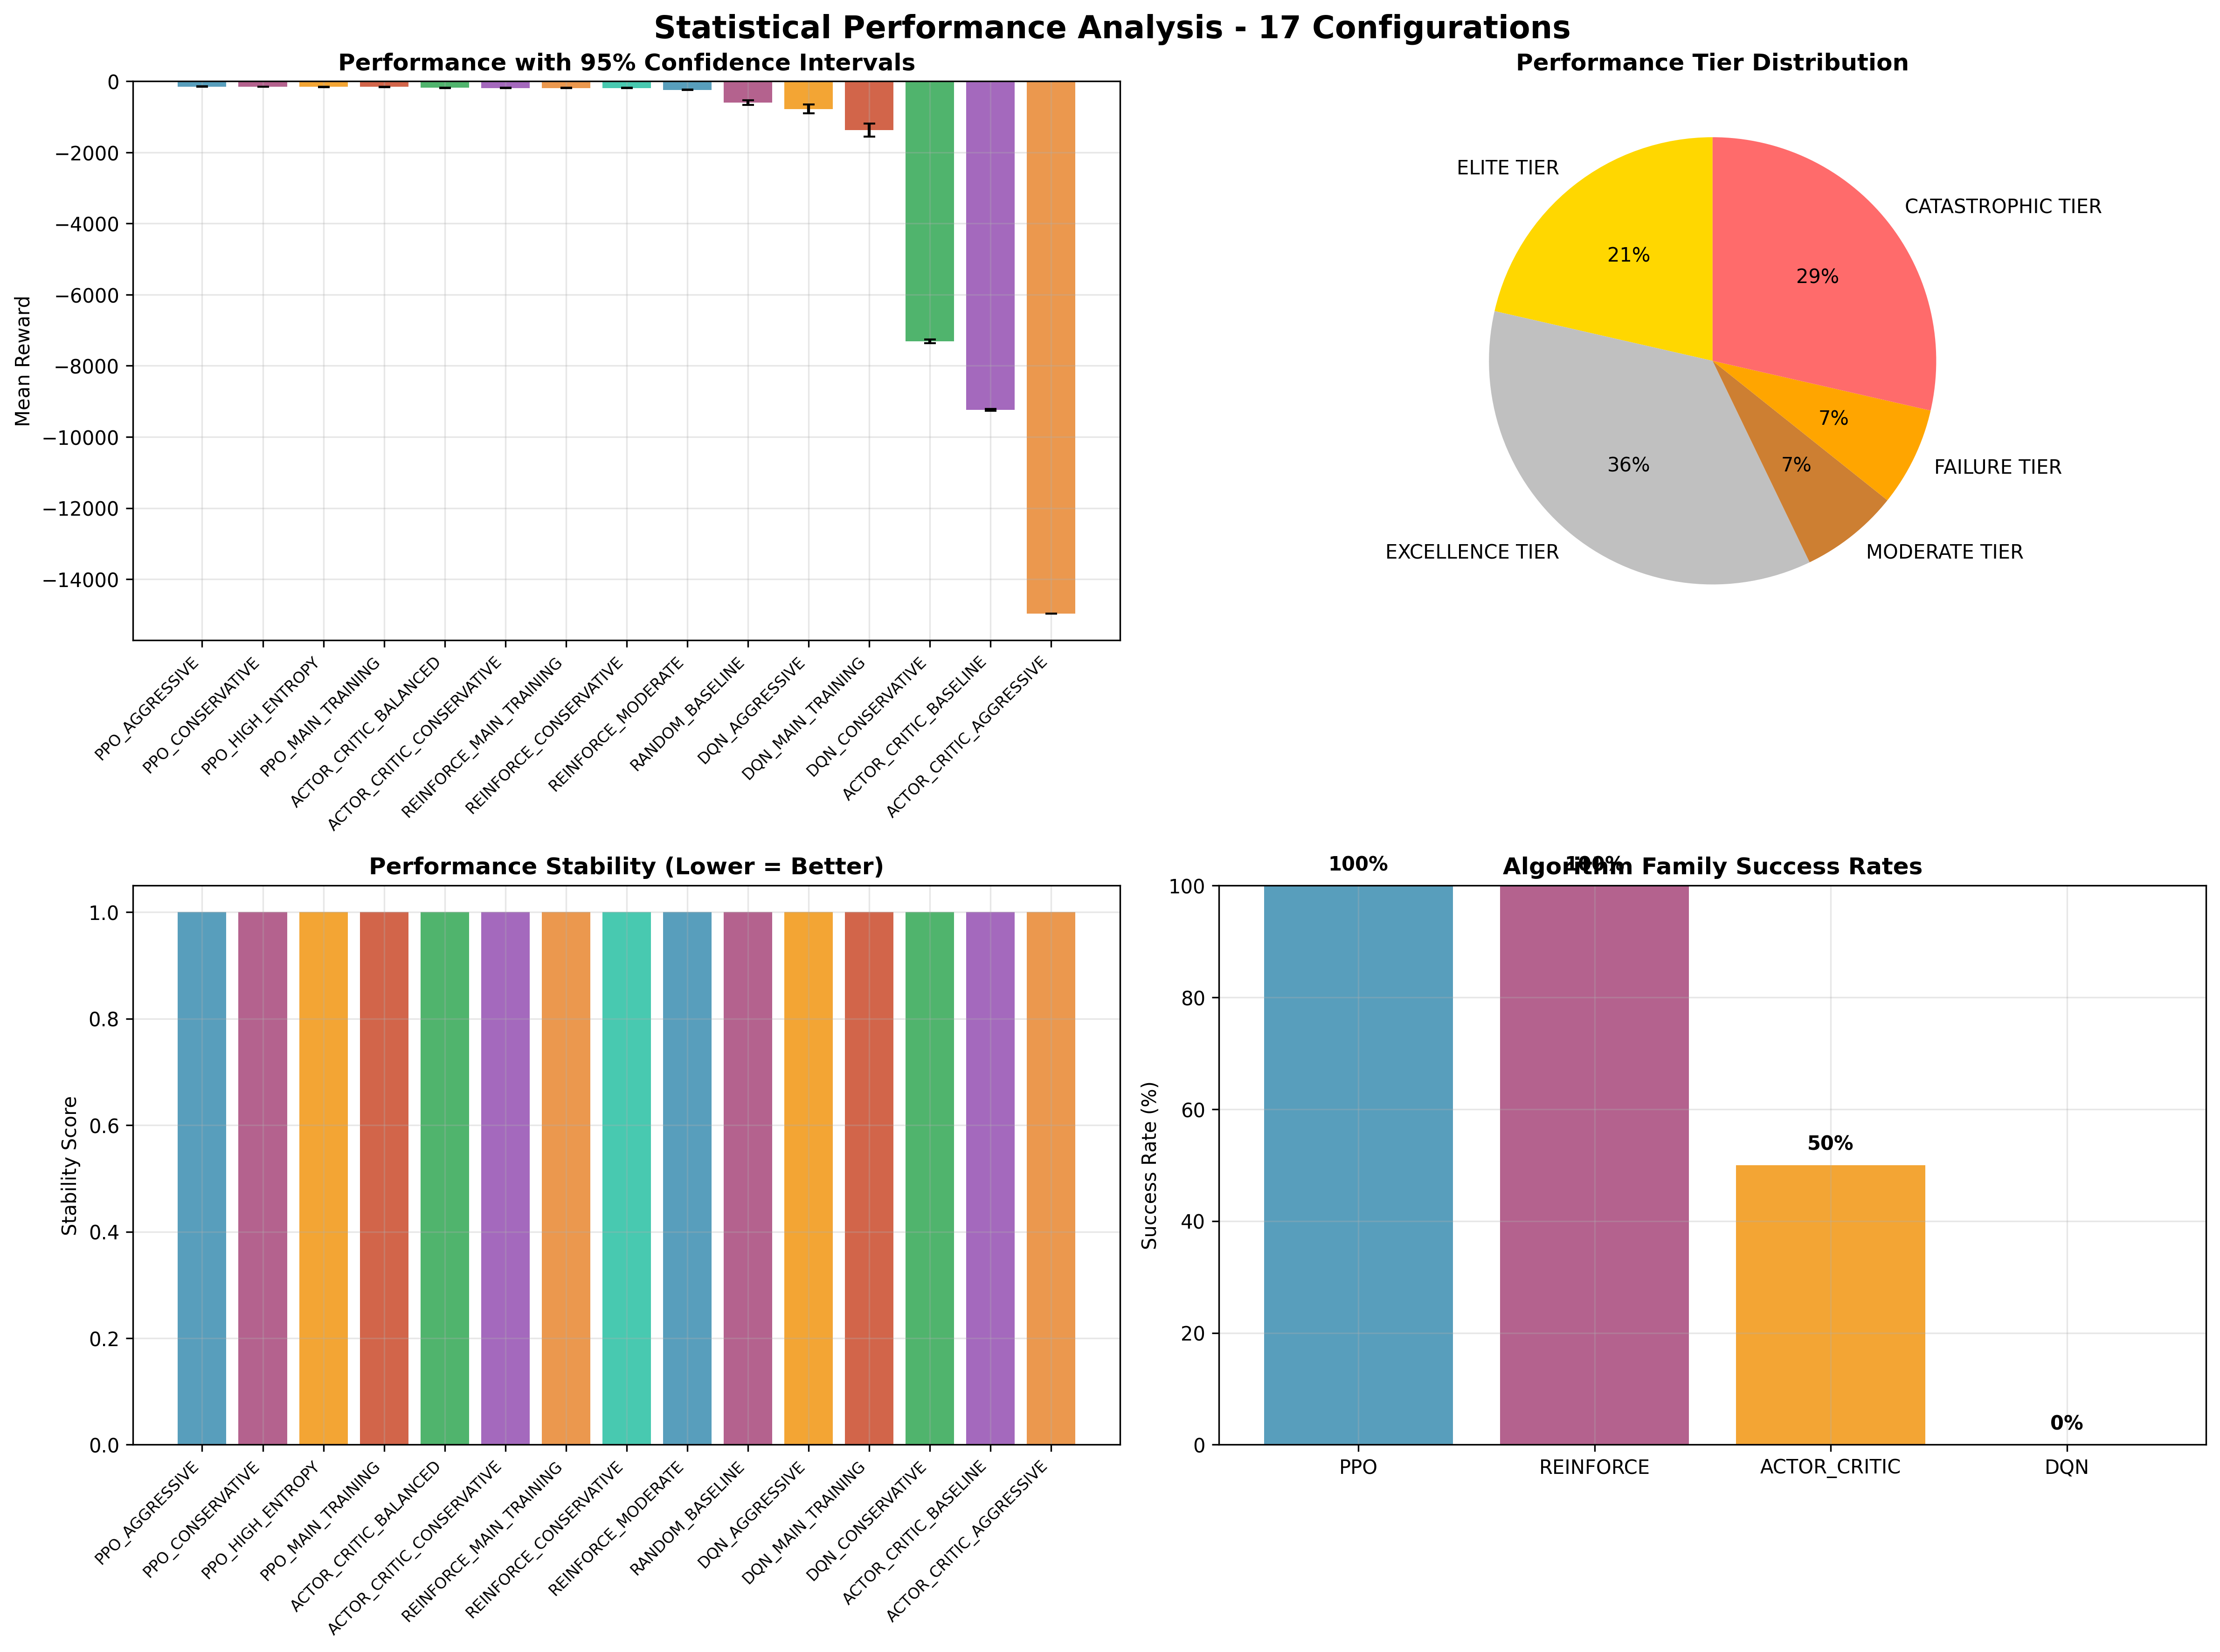 Statistical Performance Analysis - 17 Configurations
Performance with 95% Confidence Intervals
Mean Reward
0
−2000
−4000
−6000
−8000
−10000
−12000
−14000
PPO_AGGRESSIVE
PPO_CONSERVATIVE
PPO_HIGH_ENTROPY
PPO_MAIN_TRAINING
ACTOR_CRITIC_BALANCED
ACTOR_CRITIC_CONSERVATIVE
REINFORCE_MAIN_TRAINING
REINFORCE_CONSERVATIVE
REINFORCE_MODERATE
RANDOM_BASELINE
DQN_AGGRESSIVE
DQN_MAIN_TRAINING
DQN_CONSERVATIVE
ACTOR_CRITIC_BASELINE
ACTOR_CRITIC_AGGRESSIVE
Performance Tier Distribution
ELITE TIER
21%
CATASTROPHIC TIER
29%
7%
FAILURE TIER
7%
MODERATE TIER
36%
EXCELLENCE TIER
Performance Stability (Lower = Better)
Stability Score
1.0
0.8
0.6
0.4
0.2
0.0
PPO_AGGRESSIVE
PPO_CONSERVATIVE
PPO_HIGH_ENTROPY
PPO_MAIN_TRAINING
ACTOR_CRITIC_BALANCED
ACTOR_CRITIC_CONSERVATIVE
REINFORCE_MAIN_TRAINING
REINFORCE_CONSERVATIVE
REINFORCE_MODERATE
RANDOM_BASELINE
DQN_AGGRESSIVE
DQN_MAIN_TRAINING
DQN_CONSERVATIVE
ACTOR_CRITIC_BASELINE
ACTOR_CRITIC_AGGRESSIVE
Algorithm Family Success Rates
Success Rate (%)
100
80
60
40
20
0
100%
100%
50%
0%
PPO
REINFORCE
ACTOR_CRITIC
DQN